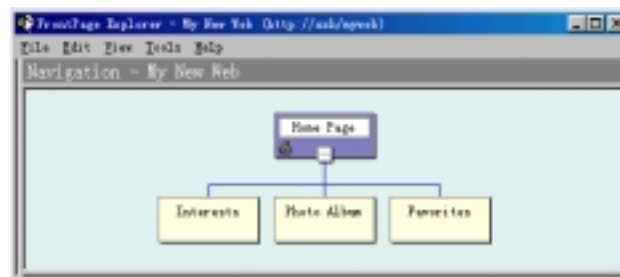 FrontPage Explorer - My New Web (http://ash/myweb)
File Edit View Tools Help
Navigation - My New Web
Home Page
Interests Photo Album Favorites